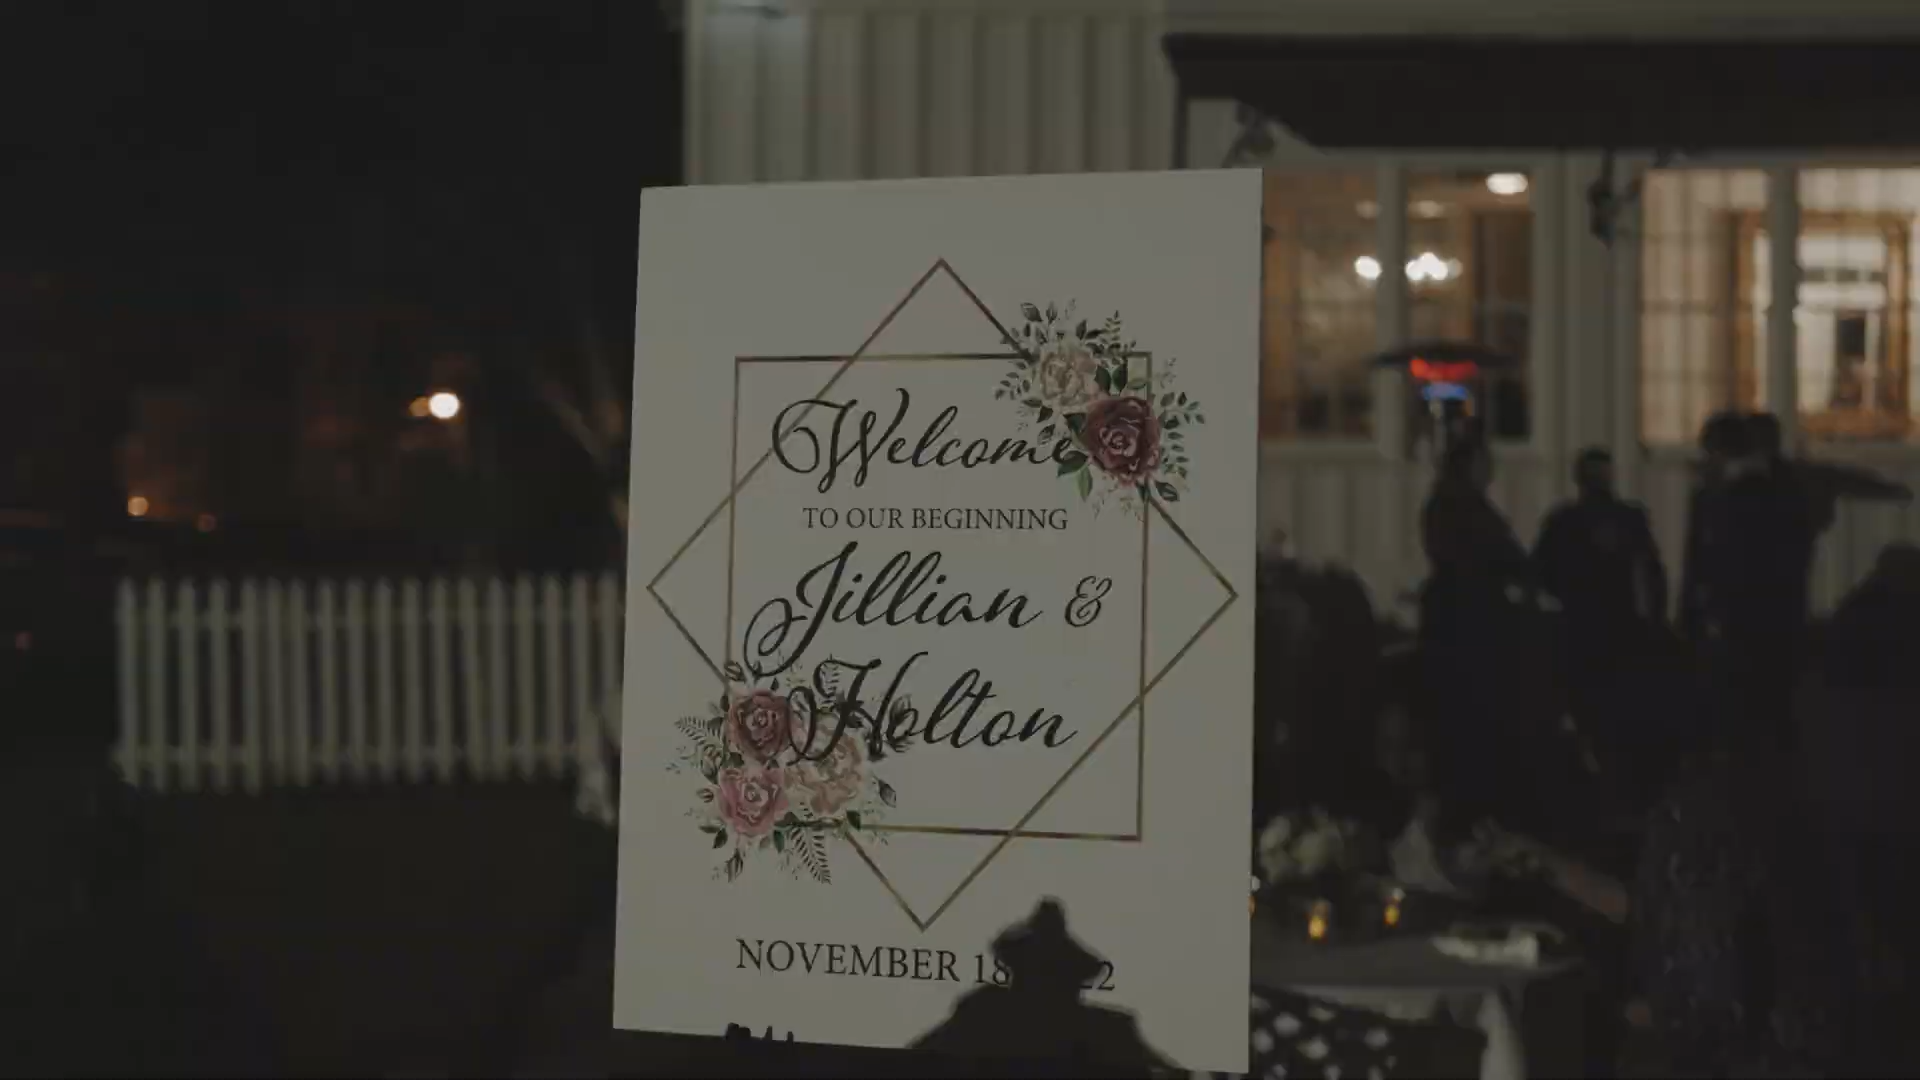 Welcome
TO OUR BEGINNING
Jillian &
Holton
NOVEMBER 18